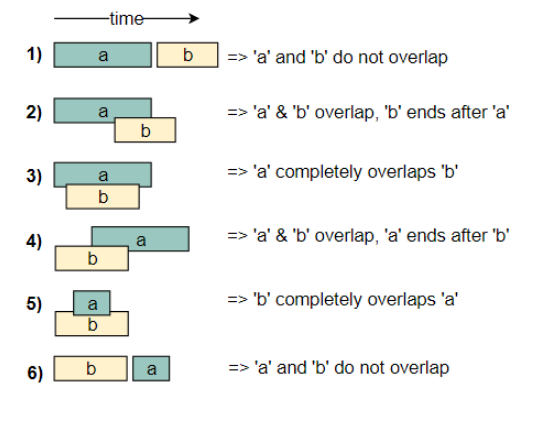 time
1) a b => 'a' and 'b' do not overlap
2) a b => 'a' & 'b' overlap, 'b' ends after 'a'
3) a b => 'a' completely overlaps 'b'
4) a b => 'a' & 'b' overlap, 'a' ends after 'b'
5) a b => 'b' completely overlaps 'a'
6) b a => 'a' and 'b' do not overlap